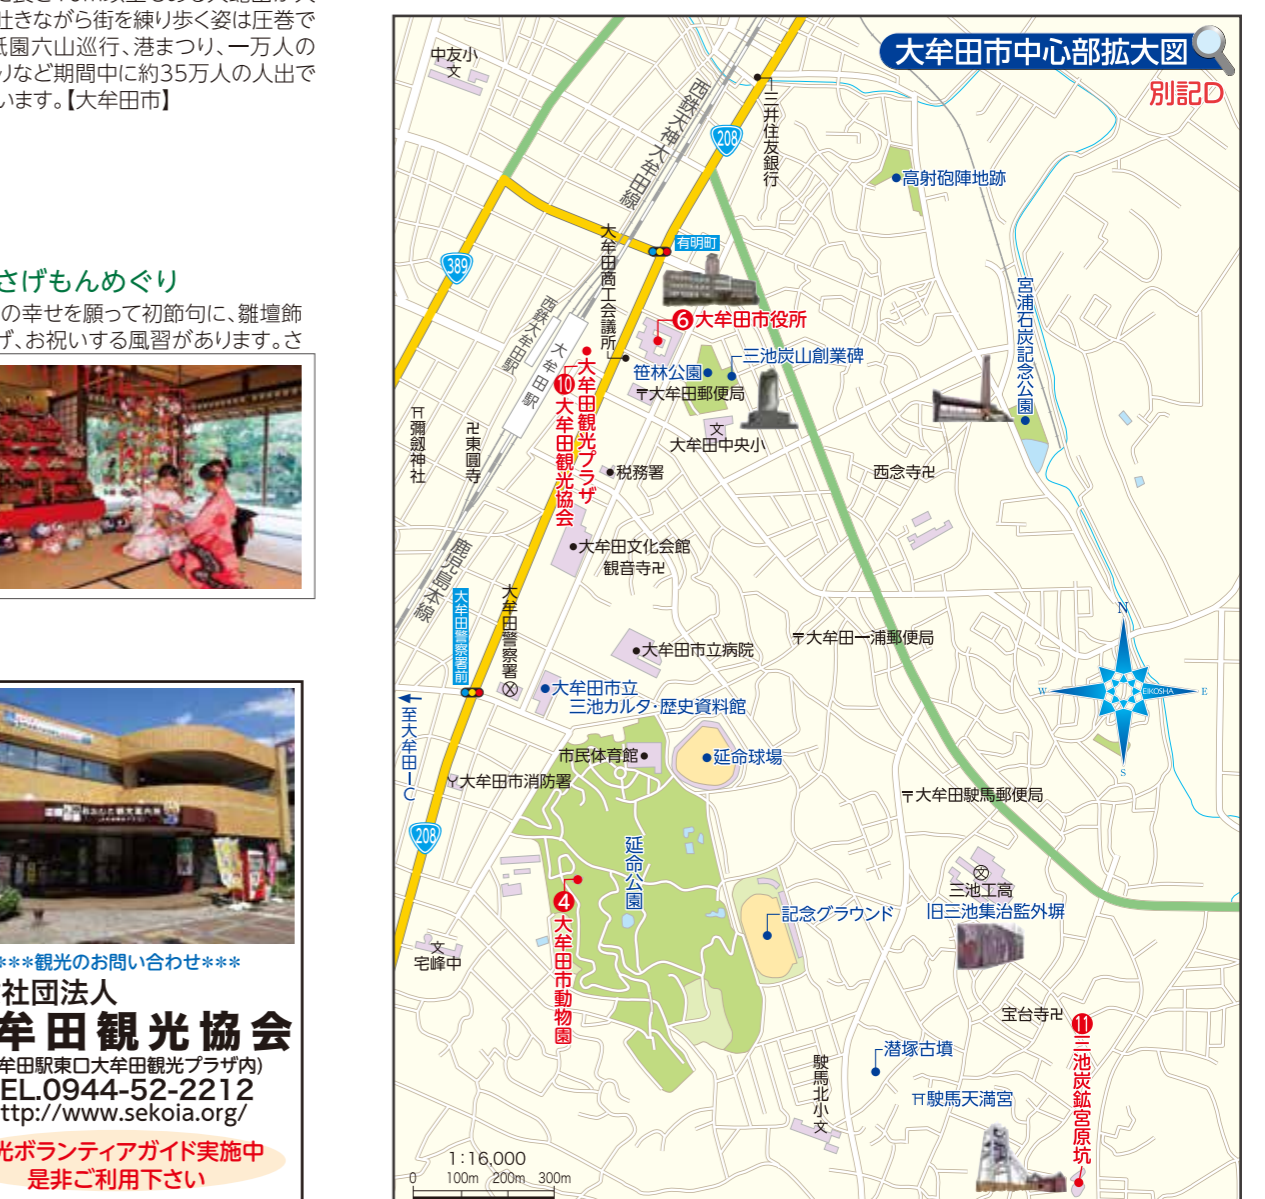 吐きながら街を練り歩く姿は圧巻で
祇園六山巡行、港まつり、一万人の
りなど期間中に約35万人の人出で
います。【大牟田市】
さげもんめぐり
の幸せを願って初節句に、雛壇飾
げ、お祝いする風習があります。さ
***観光のお問い合わせ***
社団法人
牟田観光協会
牟田駅東口大牟田観光プラザ内)
EL.0944-52-2212
ttp://www.sekoia.org/
光ボランティアガイド実施中
是非ご利用下さい
大牟田市中心部拡大図
別記D
中友小
文
西鉄天神大牟田線
三井住友銀行
208
高射砲陣地跡
389
大牟田商工会議所
有明町
宮浦石炭記念公園
西鉄大牟田駅
大牟田駅
6大牟田市役所
三池炭山創業碑
笹林公園
〒大牟田郵便局
文
大牟田中央小
大牟田観光プラザ
10大牟田観光協会
彌劔神社
卍東圓寺
税務署
西念寺卍
大牟田文化会館
観音寺卍
鹿児島本線
大牟田警察署前
大牟田警察署
大牟田市立病院
〒大牟田一浦郵便局
N
W
EIKOSHA
E
S
大牟田市立
三池カルタ・歴史資料館
至大牟田IC
市民体育館
延命球場
大牟田市消防署
〒大牟田駛馬郵便局
208
延命公園
文
三池工高
旧三池集治監外塀
4大牟田市動物園
記念グラウンド
文
宅峰中
宝台寺卍
11三池炭鉱宮原坑
潜塚古墳
駛馬北小
文
駛馬天満宮
1:16,000
0 100m 200m 300m